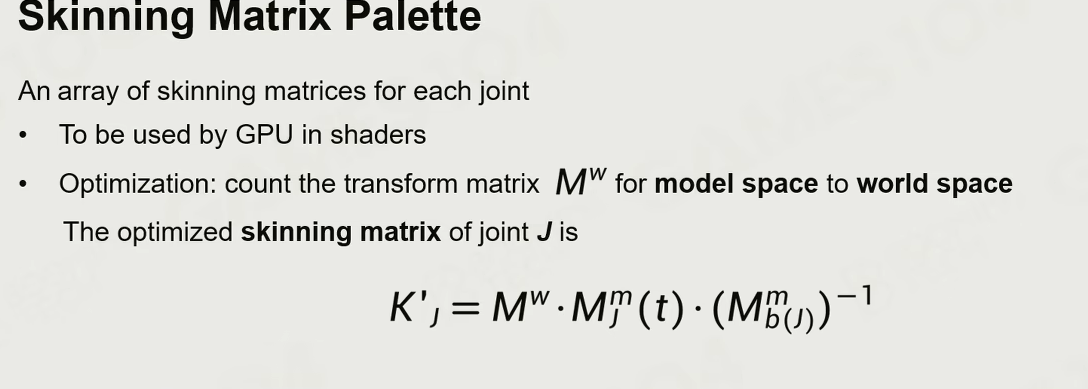 Skinning Matrix Palette
An array of skinning matrices for each joint
• To be used by GPU in shaders
• Optimization: count the transform matrix M^w for model space to world space
The optimized skinning matrix of joint J is
K'_J = M^w · M_J^m(t) · (M_{b(J)}^m)^{-1}